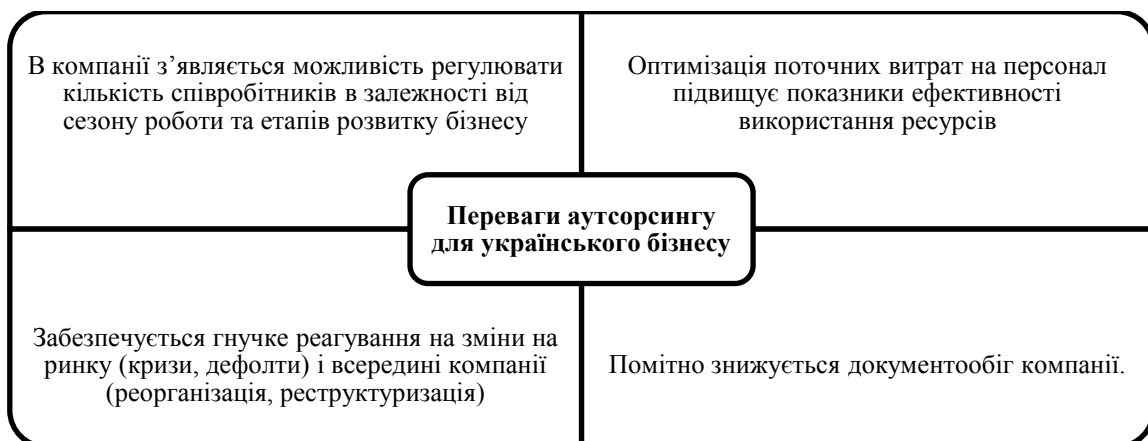 В компанії з’являється можливість регулювати
кількість співробітників в залежності від
сезону роботи та етапів розвитку бізнесу
Оптимізація поточних витрат на персонал
підвищує показники ефективності
використання ресурсів
Переваги аутсорсингу
для українського бізнесу
Забезпечується гнучке реагування на зміни на
ринку (кризи, дефолти) і всередині компанії
(реорганізація, реструктуризація)
Помітно знижується документообіг компанії.